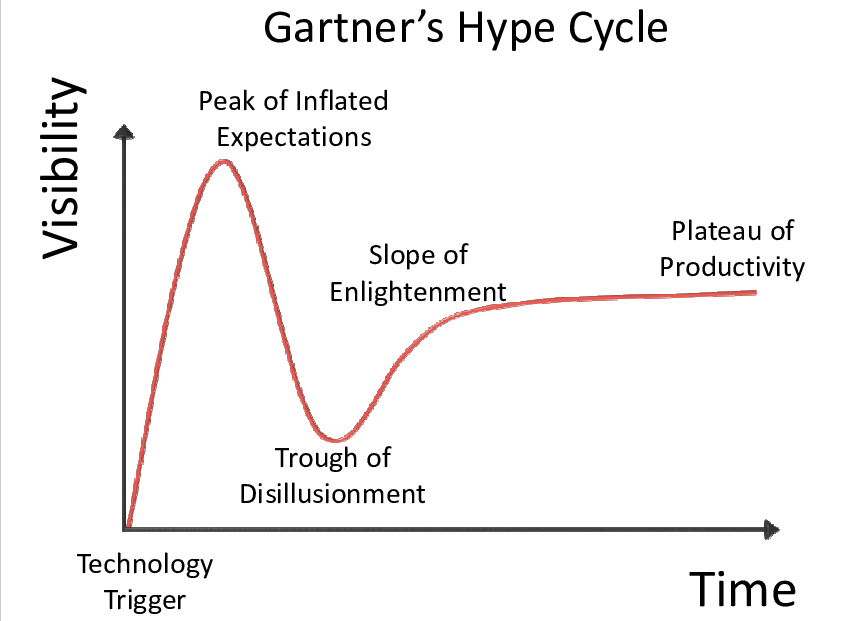 Gartner’s Hype Cycle
Visibility
Peak of Inflated
Expectations
Slope of
Enlightenment
Plateau of
Productivity
Trough of
Disillusionment
Technology
Trigger
Time